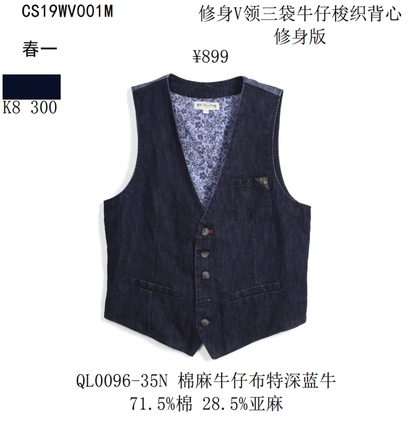 CS19WV001M
修身V领三袋牛仔梭织背心
修身版
春一
¥899
K8 300
QL0096-35N 棉麻牛仔布特深蓝牛
71.5%棉 28.5%亚麻